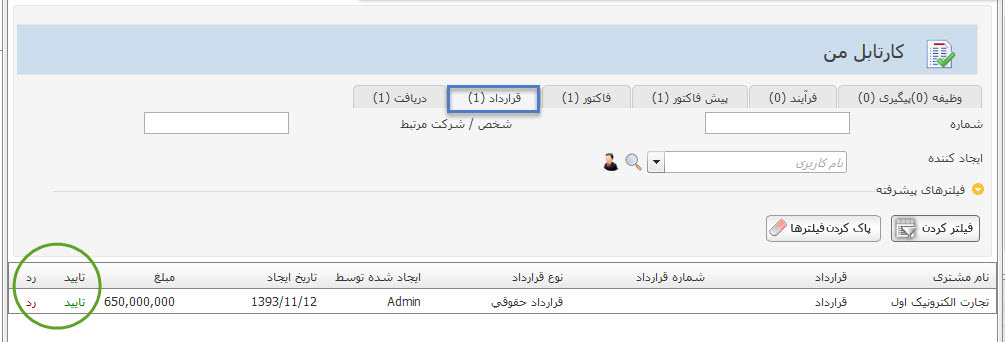 کارتابل من
وظیفه (0)پیگیری (0) فرآیند (0) پیش فاکتور (1) فاکتور (1) قرارداد (1) دریافت (1)
شماره شخص / شرکت مرتبط
ایجاد کننده نام کاربری
فیلترهای پیشرفته
فیلتر کردن پاک کردن فیلترها
نام مشتری قرارداد شماره قرارداد نوع قرارداد ایجاد شده توسط تاریخ ایجاد مبلغ تایید رد
تجارت الکترونیک اول قرارداد قرارداد حقوقي Admin 1393/11/12 650,000,000 تایید رد